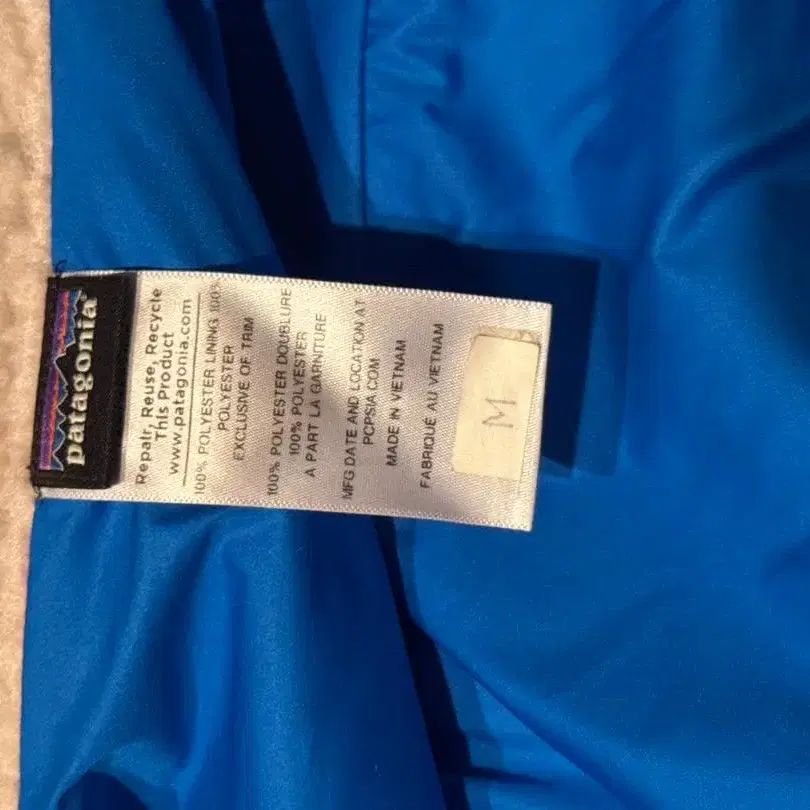 patagonia
Repair, Reuse, Recycle
This Product
www.patagonia.com
100% POLYESTER LINING 100%
POLYESTER
EXCLUSIVE OF TRIM
100% POLYESTER DOUBLURE
100% POLYESTER
A PART LA GARNITURE
MFG DATE AND LOCATION AT
PCPSIA.COM
MADE IN VIETNAM
FABRIQUÉ AU VIETNAM
M